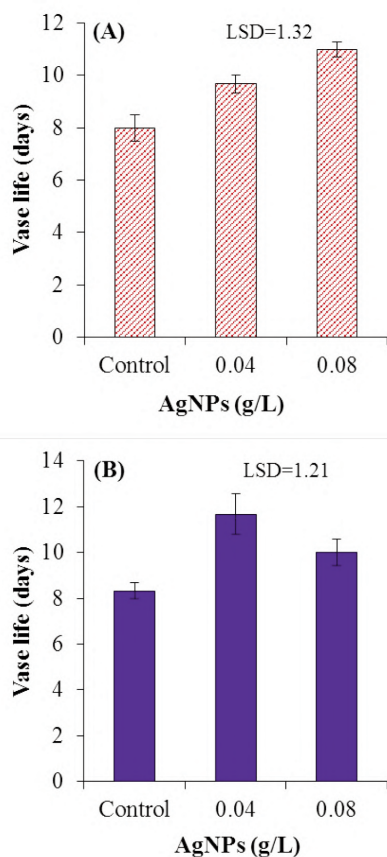 (A)
LSD=1.32
Vase life (days)
12
10
8
6
4
2
0
Control 0.04 0.08
AgNPs (g/L)
(B)
LSD=1.21
Vase life (days)
14
12
10
8
6
4
2
0
Control 0.04 0.08
AgNPs (g/L)